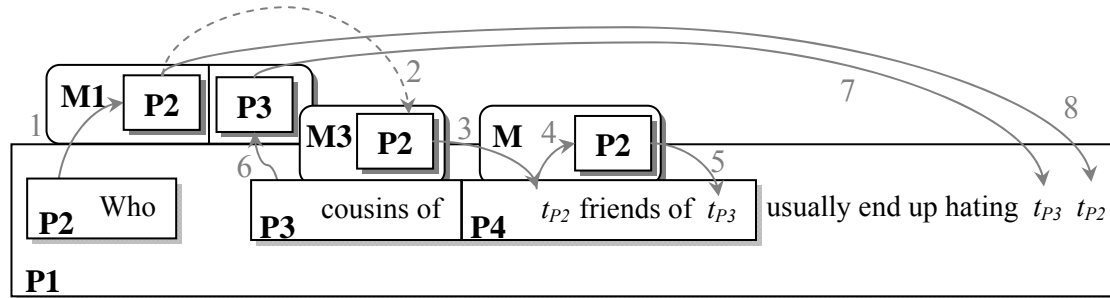 2
7
8
M1 P2 P3
1
M3 P2 3 M 4 P2
6
5
P2 Who P3 cousins of P4 t_P2 friends of t_P3 usually end up hating t_P3 t_P2
P1